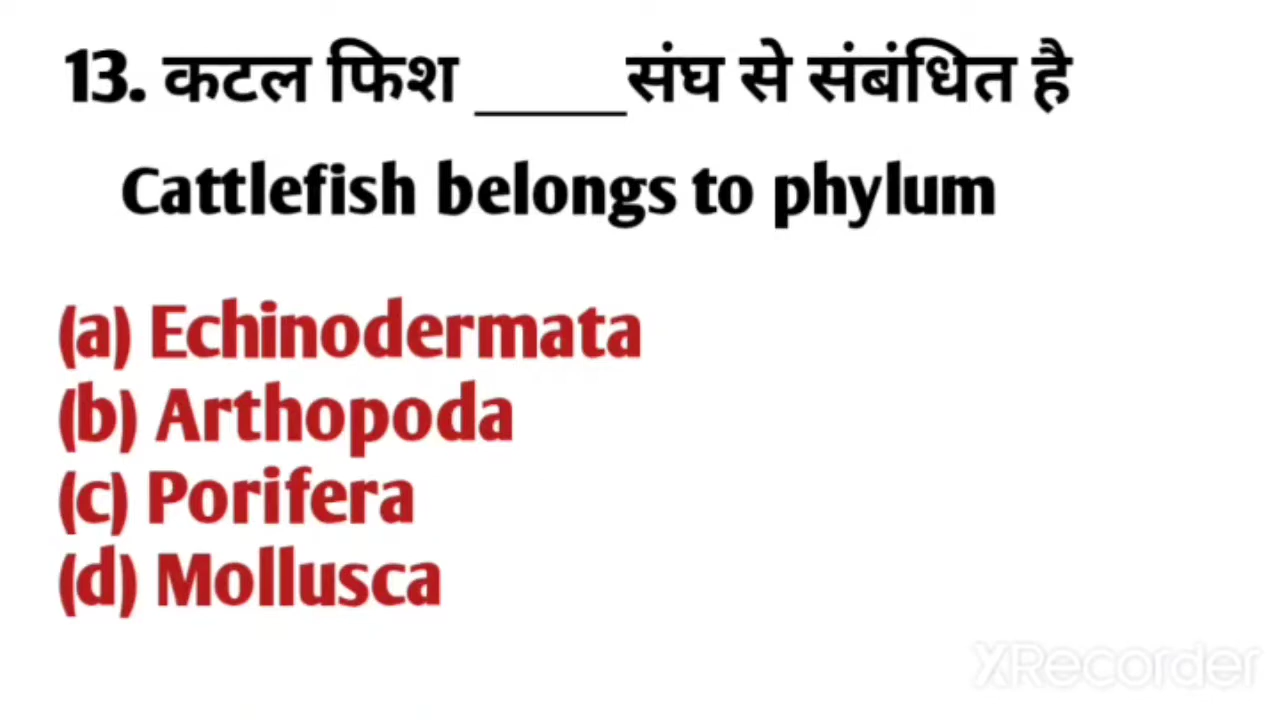 13. कटल फिश _____संघ से संबंधित है
Cattlefish belongs to phylum
(a) Echinodermata
(b) Arthopoda
(c) Porifera
(d) Mollusca
XRecorder